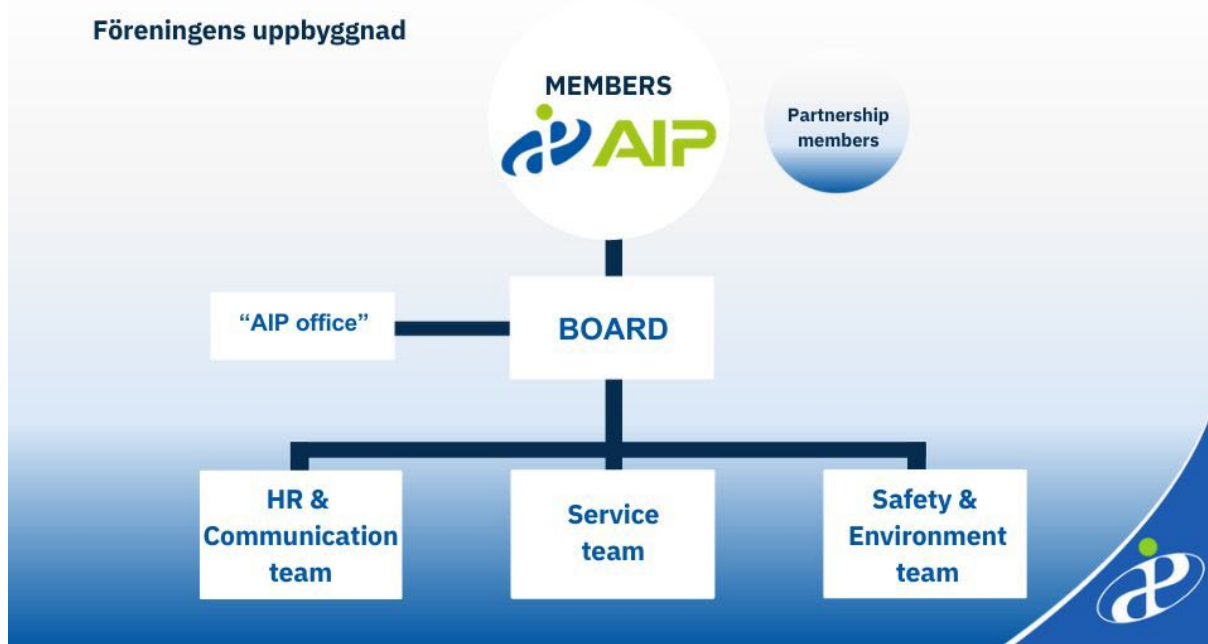 Föreningens uppbyggnad
MEMBERS
AIP
Partnership
members
“AIP office”
BOARD
HR &
Communication
team
Service
team
Safety &
Environment
team